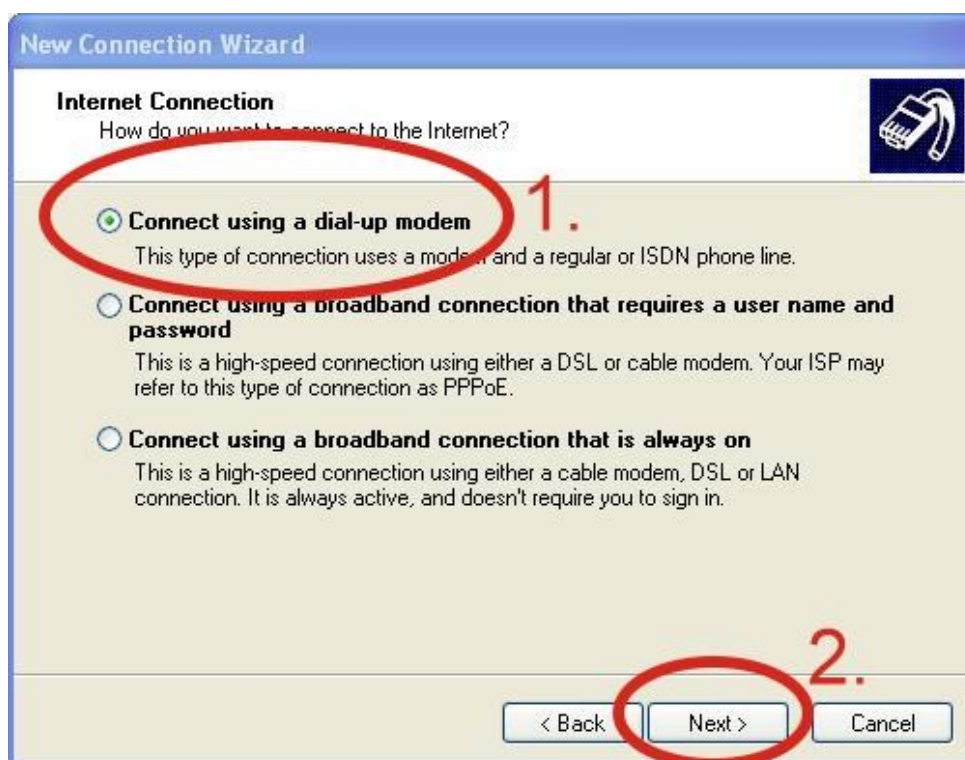 New Connection Wizard
Internet Connection
How do you want to connect to the Internet?
1.
Connect using a dial-up modem
This type of connection uses a modem and a regular or ISDN phone line.
Connect using a broadband connection that requires a user name and
password
This is a high-speed connection using either a DSL or cable modem. Your ISP may
refer to this type of connection as PPPoE.
Connect using a broadband connection that is always on
This is a high-speed connection using either a cable modem, DSL or LAN
connection. It is always active, and doesn't require you to sign in.
2.
< Back Next > Cancel